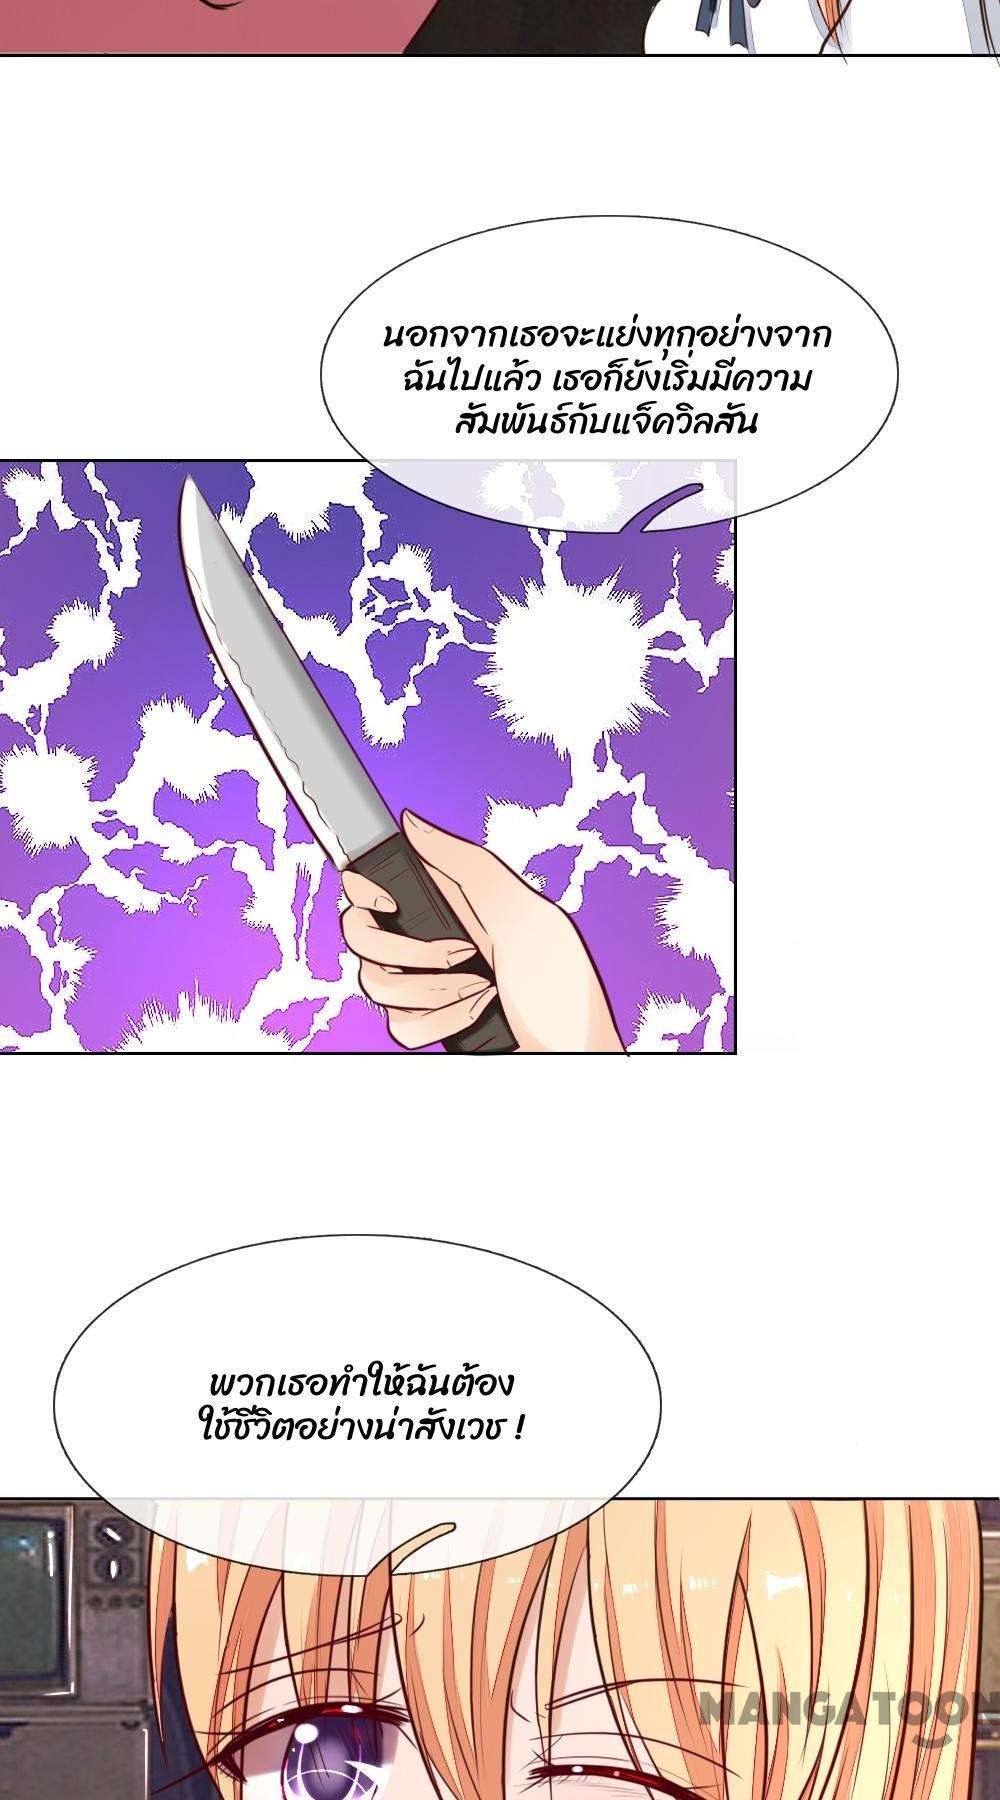 นอกจากเธอจะแย่งทุกอย่างจาก
ฉันไปแล้ว เธอก็ยังเริ่มมีความ
สัมพันธ์กับแจ็ควิลสัน
พวกเธอทำให้ฉันต้อง
ใช้ชีวิตอย่างน่าสังเวช !
MANGATOON